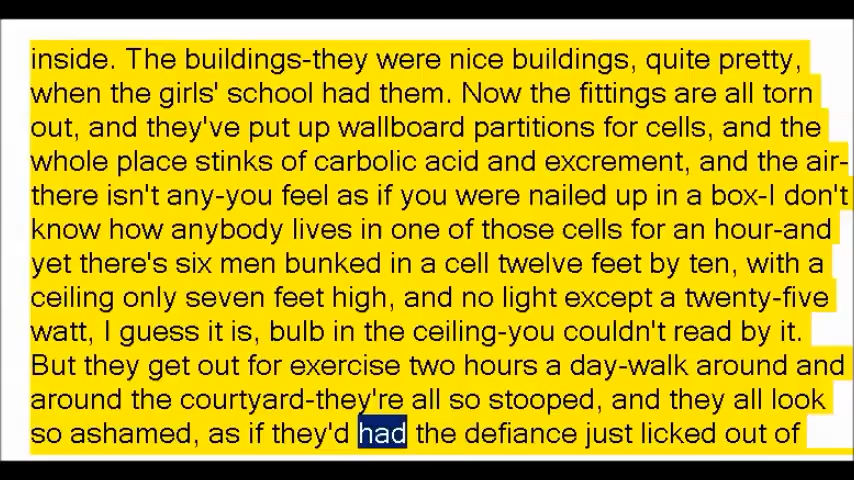 inside. The buildings-they were nice buildings, quite pretty,
when the girls' school had them. Now the fittings are all torn
out, and they've put up wallboard partitions for cells, and the
whole place stinks of carbolic acid and excrement, and the air-
there isn't any-you feel as if you were nailed up in a box-I don't
know how anybody lives in one of those cells for an hour-and
yet there's six men bunked in a cell twelve feet by ten, with a
ceiling only seven feet high, and no light except a twenty-five
watt, I guess it is, bulb in the ceiling-you couldn't read by it.
But they get out for exercise two hours a day-walk around and
around the courtyard-they're all so stooped, and they all look
so ashamed, as if they'd had the defiance just licked out of